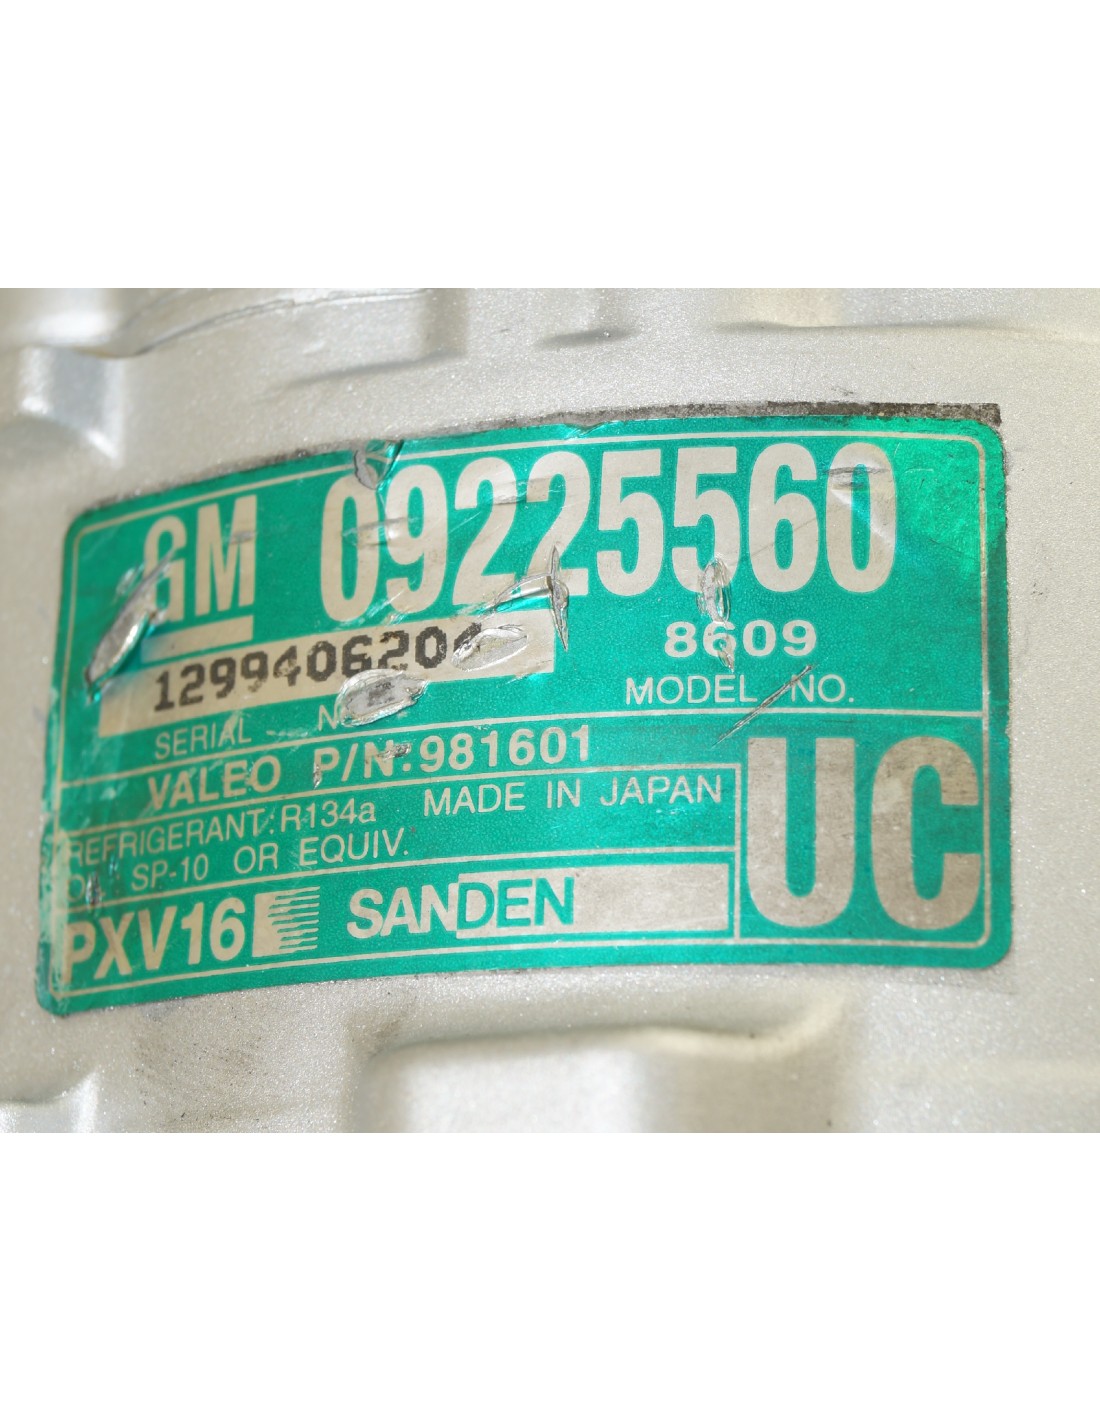 GM 09225560
8609
SERIAL
MODEL NO.
VALEO P/N:981601
REFRIGERANT:R134a MADE IN JAPAN
SP-10 OR EQUIV.
PXV16 SANDEN
UC